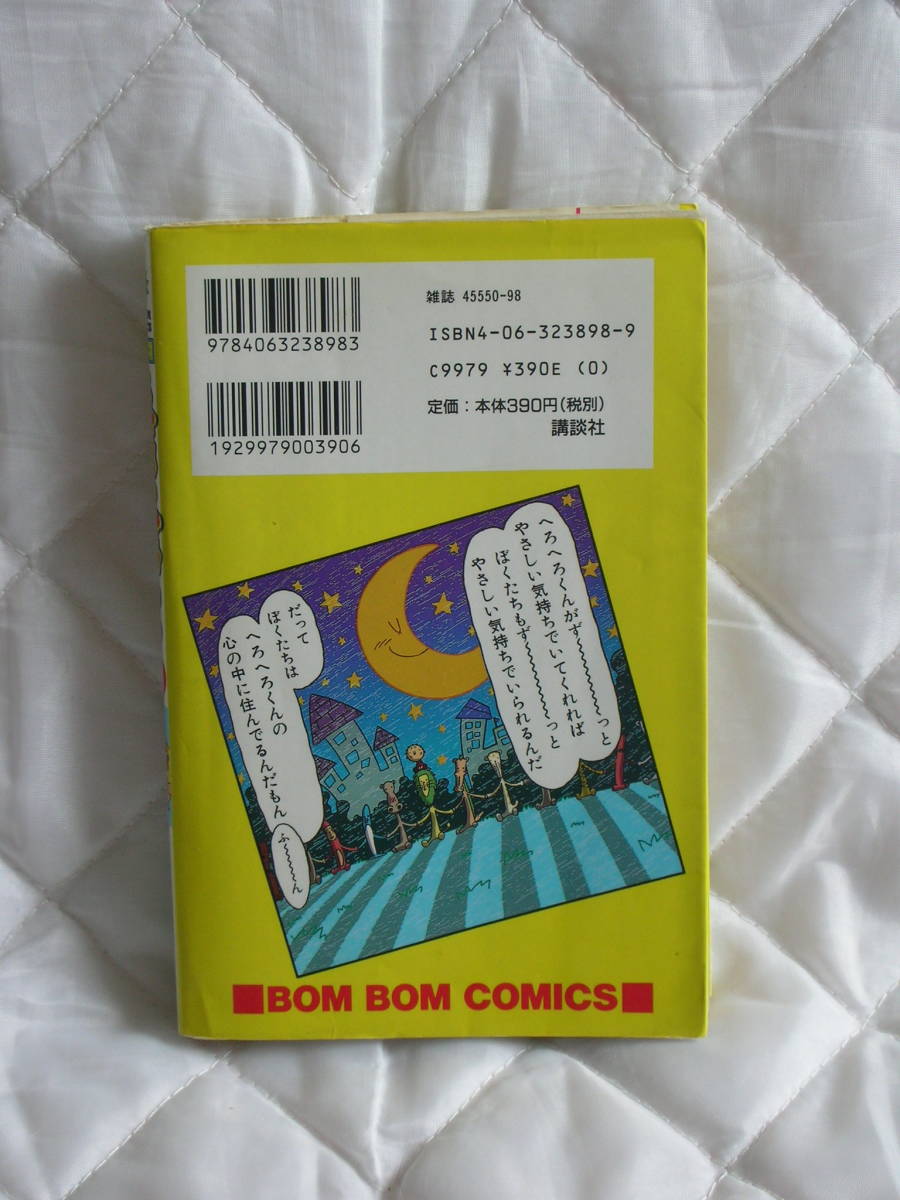 雑誌 45550-98
ISBN4-06-323898-9
C9979 ¥390E (0)
定価：本体390円(税別)
講談社
9784063238983
1929979003906
へろへろくんがず〜〜〜〜〜っと
やさしい気持ちでいてくれれば
ぼくたちもず〜〜〜〜〜っと
やさしい気持ちでいられるんだ
だって
ぼくたちは
へろへろくんの
心の中に住んでるんだもん
ふ〜〜〜〜ん
■BOM BOM COMICS■